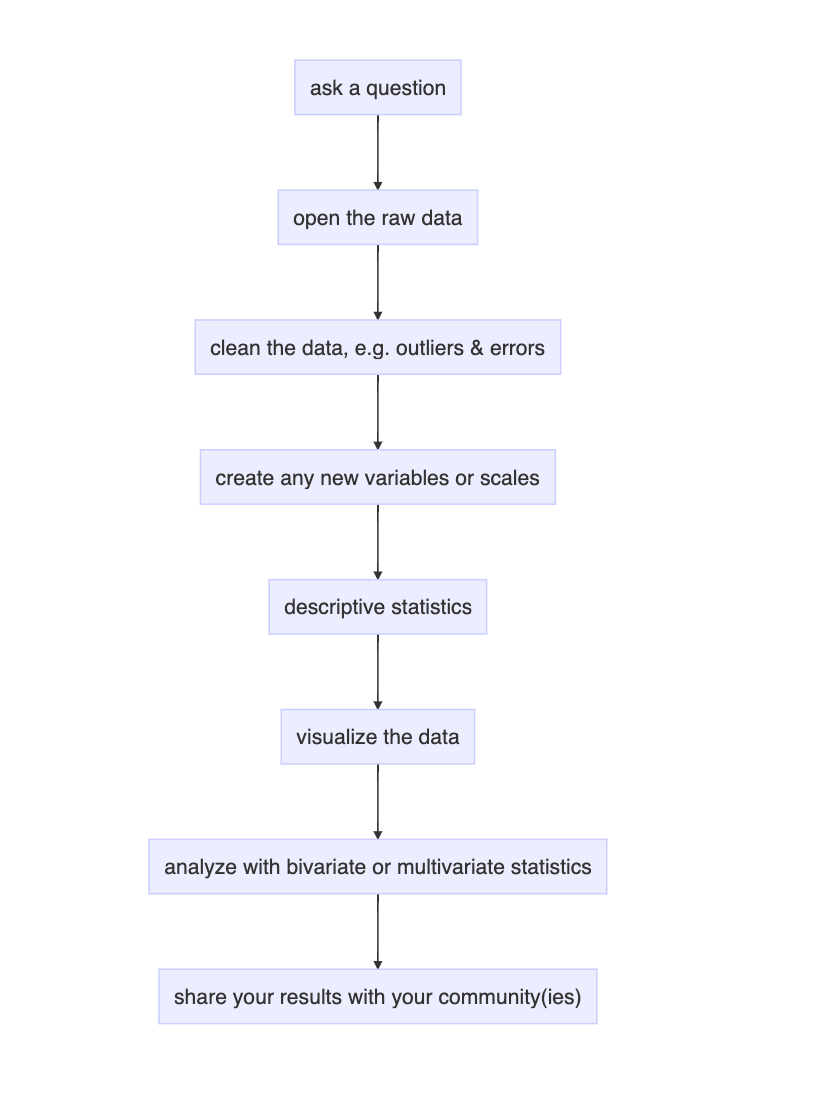 ask a question
open the raw data
clean the data, e.g. outliers & errors
create any new variables or scales
descriptive statistics
visualize the data
analyze with bivariate or multivariate statistics
share your results with your community(ies)